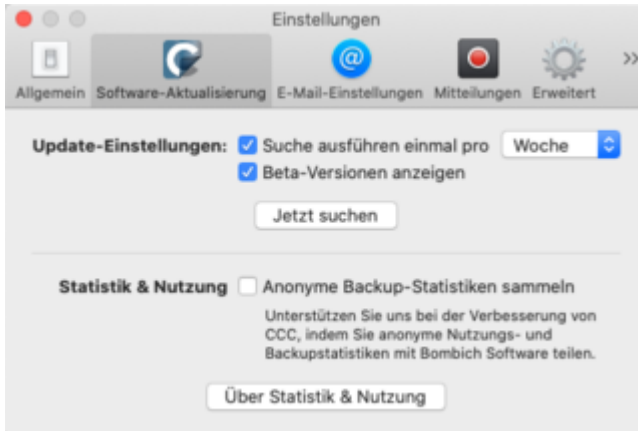 Einstellungen
Allgemein Software-Aktualisierung E-Mail-Einstellungen Mitteilungen Erweitert
Update-Einstellungen: Suche ausführen einmal pro Woche
Beta-Versionen anzeigen
Jetzt suchen
Statistik & Nutzung Anonyme Backup-Statistiken sammeln
Unterstützen Sie uns bei der Verbesserung von
CCC, indem Sie anonyme Nutzungs- und
Backupstatistiken mit Bombich Software teilen.
Über Statistik & Nutzung